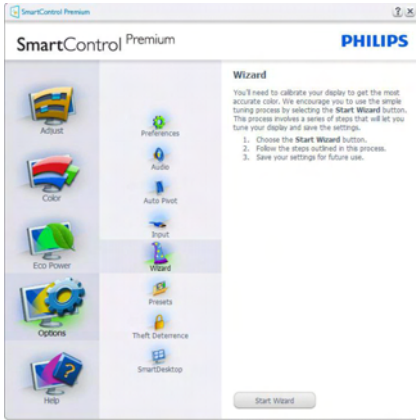 SmartControl Premium
SmartControl Premium
PHILIPS
Adjust
Color
Eco Power
Options
Help
Preferences
Audio
Auto Pivot
Input
Wizard
Presets
Theft Deterrence
SmartDesktop
Wizard
You'll need to calibrate your deplay to get the most
accurate color. We encourage you to use the simple
tuning process by selecting the Start Wizard button.
This process involves a series of steps that will let you
tune your display and save the settings.
1. Choose the Start Wizard button.
2. Follow the steps outlined in this process.
3. Save your settings for future use.
Start Wizard